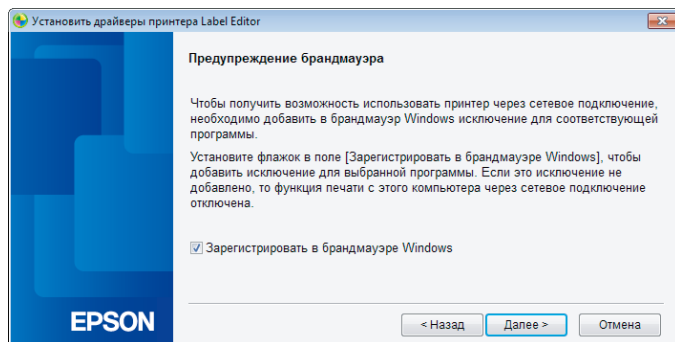 Установить драйверы принтера Label Editor
Предупреждение брандмауэра
Чтобы получить возможность использовать принтер через сетевое подключение,
необходимо добавить в брандмауэр Windows исключение для соответствующей
программы.
Установите флажок в поле [Зарегистрировать в брандмауэре Windows], чтобы
добавить исключение для выбранной программы. Если это исключение не
добавлено, то функция печати с этого компьютера через сетевое подключение
отключена.
Зарегистрировать в брандмауэре Windows
EPSON
< Назад Далее > Отмена